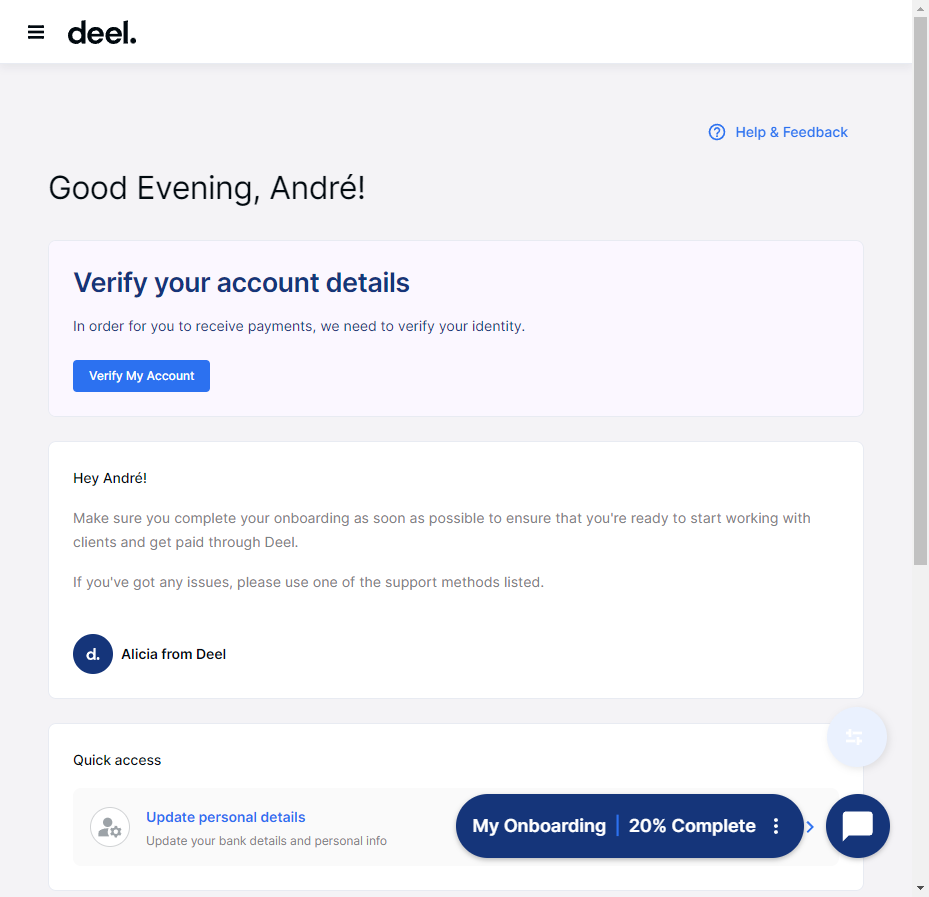 deel.
Help & Feedback
Good Evening, André!
Verify your account details
In order for you to receive payments, we need to verify your identity.
Verify My Account
Hey André!
Make sure you complete your onboarding as soon as possible to ensure that you're ready to start working with
clients and get paid through Deel.
If you've got any issues, please use one of the support methods listed.
d.
Alicia from Deel
Quick access
Update personal details
Update your bank details and personal info
My Onboarding | 20% Complete